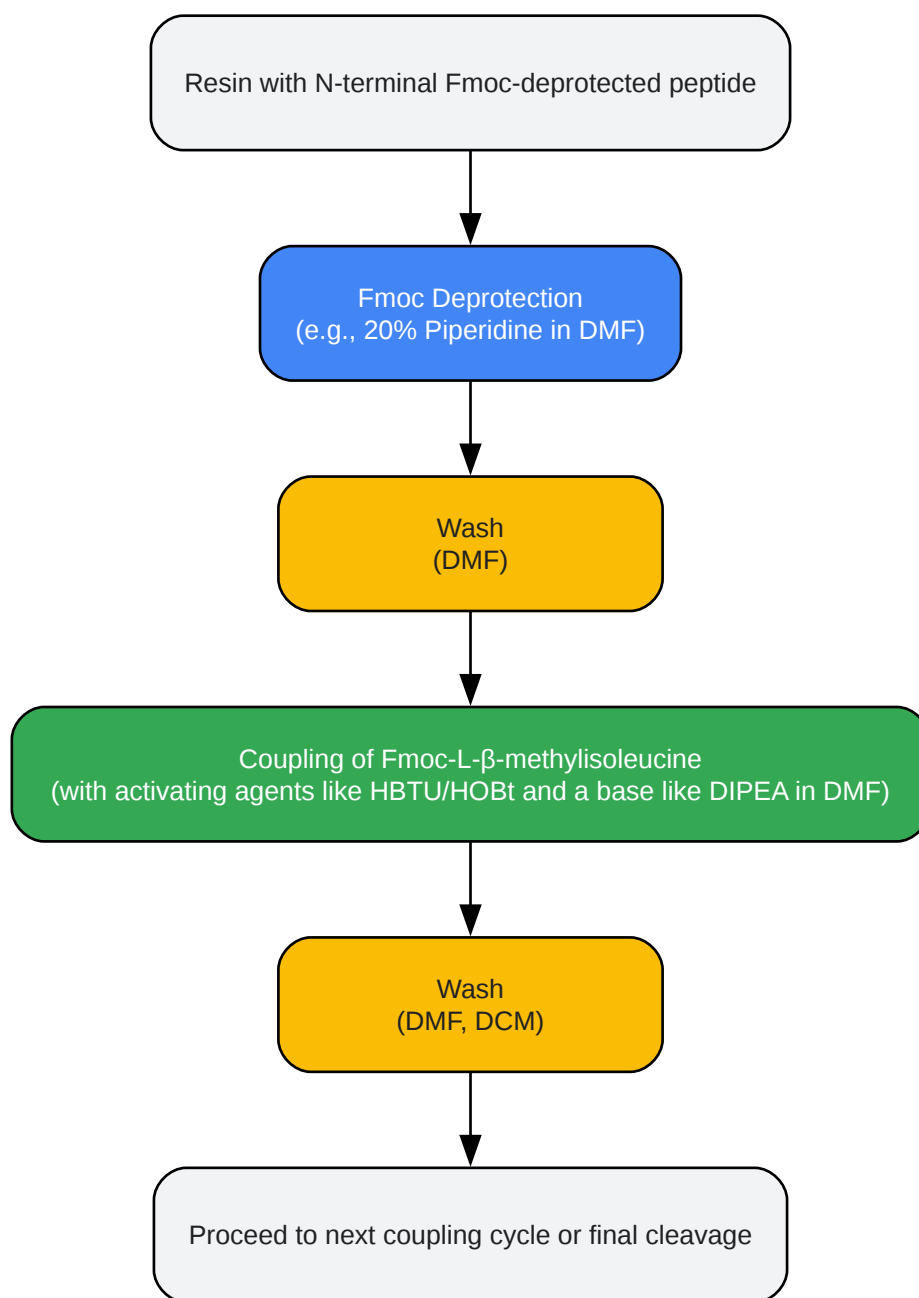 Resin with N-terminal Fmoc-deprotected peptide
Fmoc Deprotection
(e.g., 20% Piperidine in DMF)
Wash
(DMF)
Coupling of Fmoc-L-β-methylisoleucine
(with activating agents like HBTU/HOBt and a base like DIPEA in DMF)
Wash
(DMF, DCM)
Proceed to next coupling cycle or final cleavage